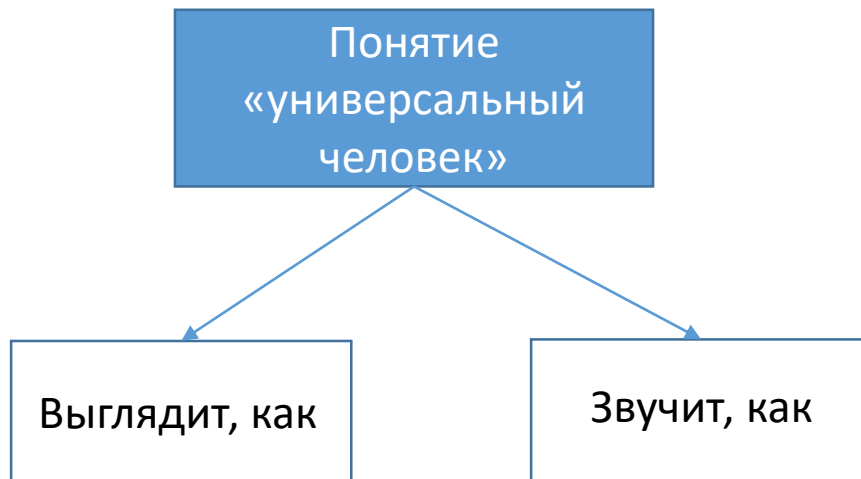 Понятие
«универсальный
человек»
Выглядит, как
Звучит, как